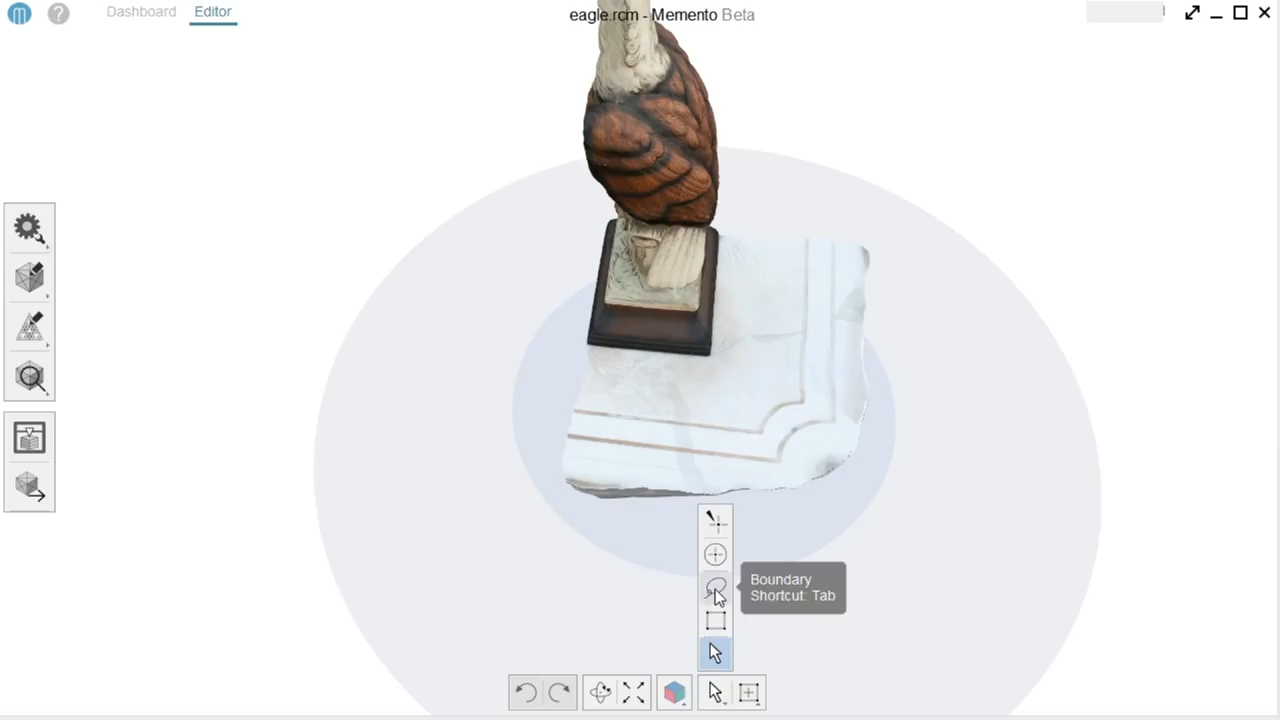 Dashboard
Editor
eagle.rcm - Memento Beta
Boundary
Shortcut: Tab